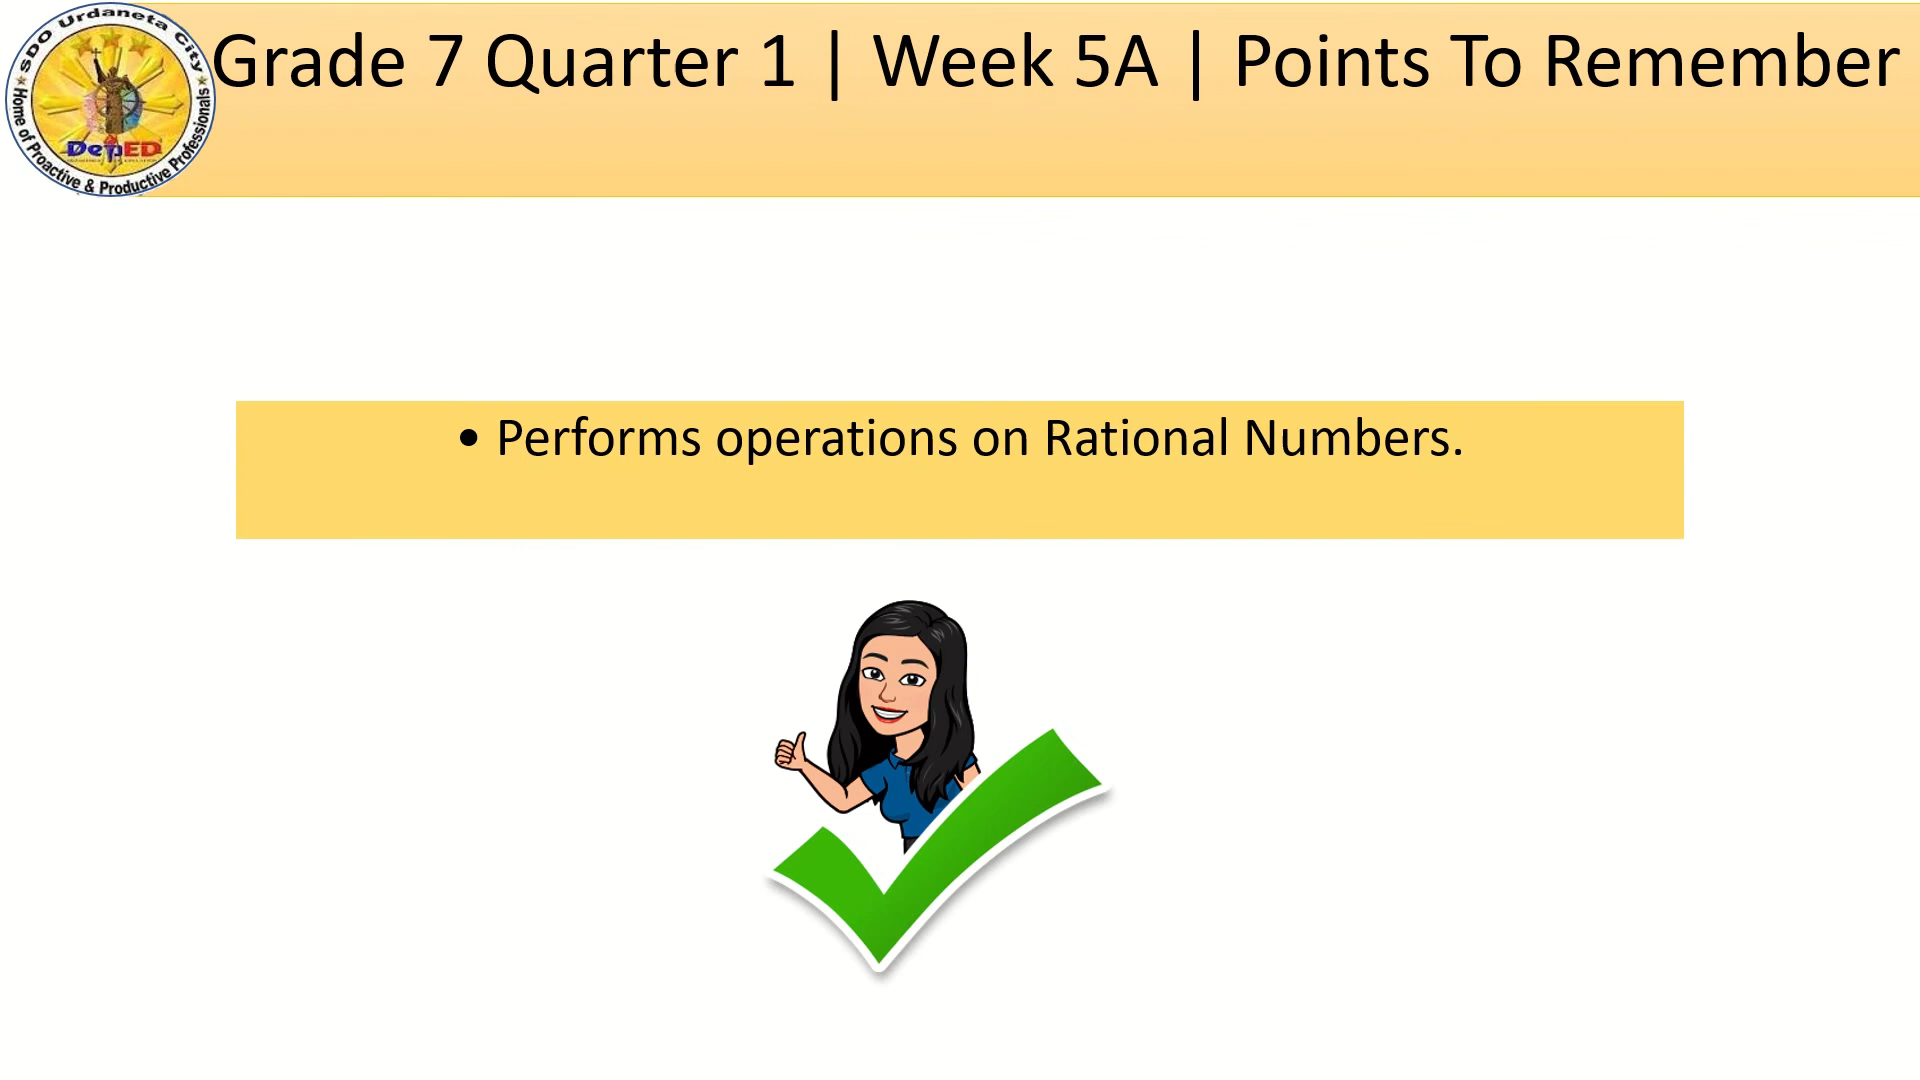 SDO Urdaneta City
Grade 7 Quarter 1 | Week 5A | Points To Remember
DepED
Home of Proactive & Productive Professionals
• Performs operations on Rational Numbers.